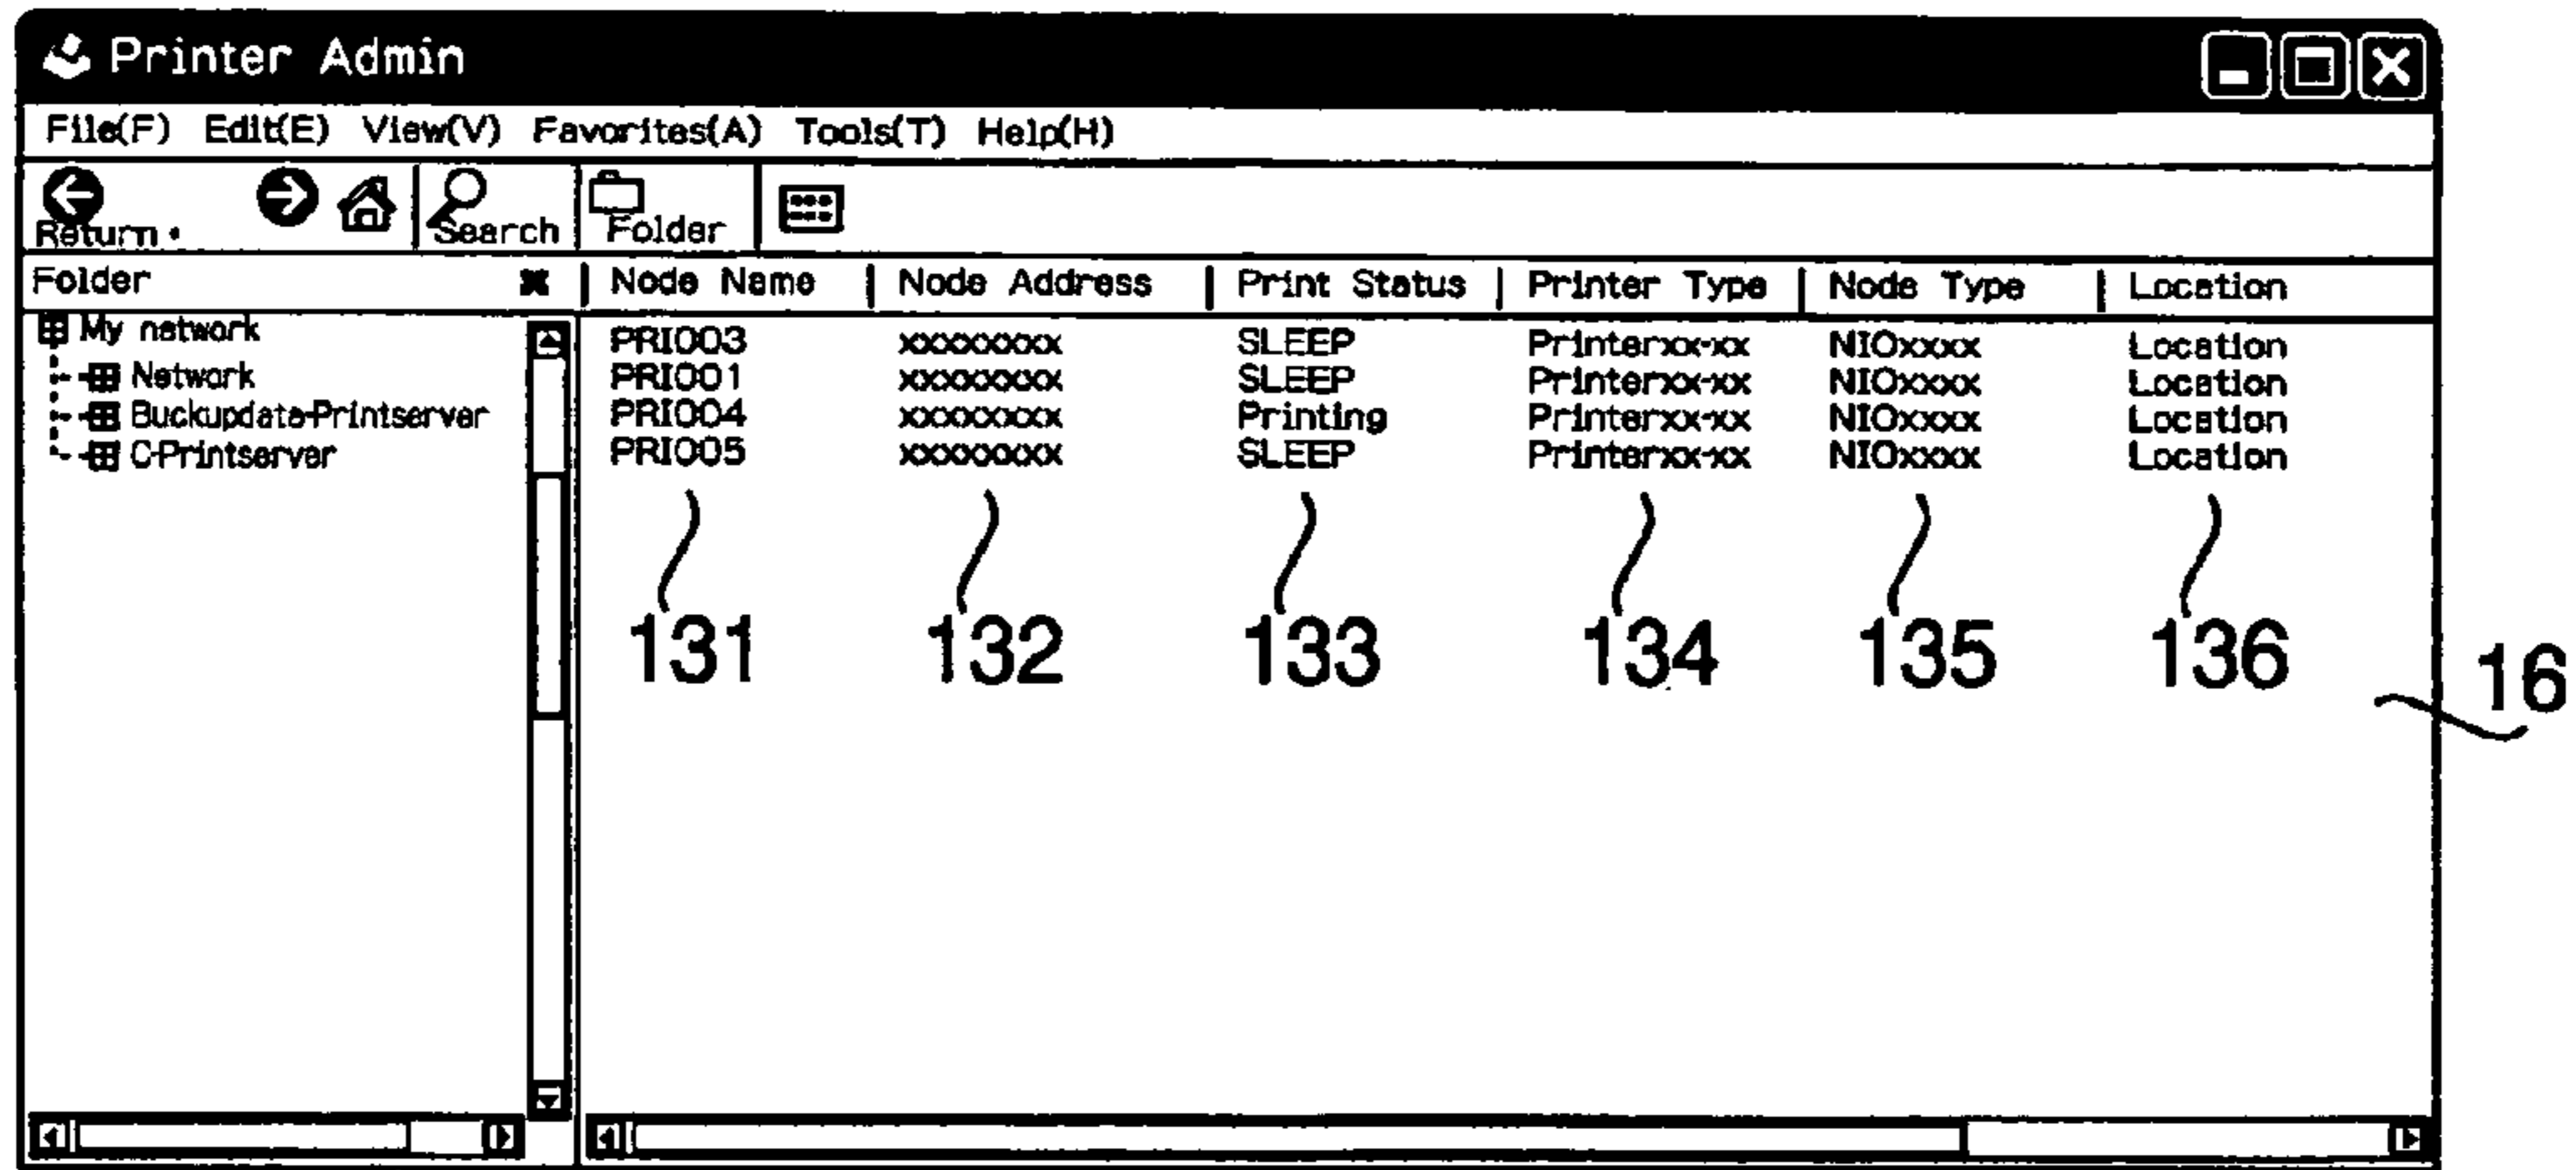 Printer Admin
File(F) Edit(E) View(V) Favorites(A) Tools(T) Help(H)
Return Search Folder
Folder Node Name Node Address Print Status Printer Type Node Type Location
My network
Network
Buckupdata-Printserver
C-Printserver
PRI003 xxxxxxxx SLEEP Printerxx-xx NIOxxxx Location
PRI001 xxxxxxxx SLEEP Printerxx-xx NIOxxxx Location
PRI004 xxxxxxxx Printing Printerxx-xx NIOxxxx Location
PRI005 xxxxxxxx SLEEP Printerxx-xx NIOxxxx Location
131 132 133 134 135 136
16